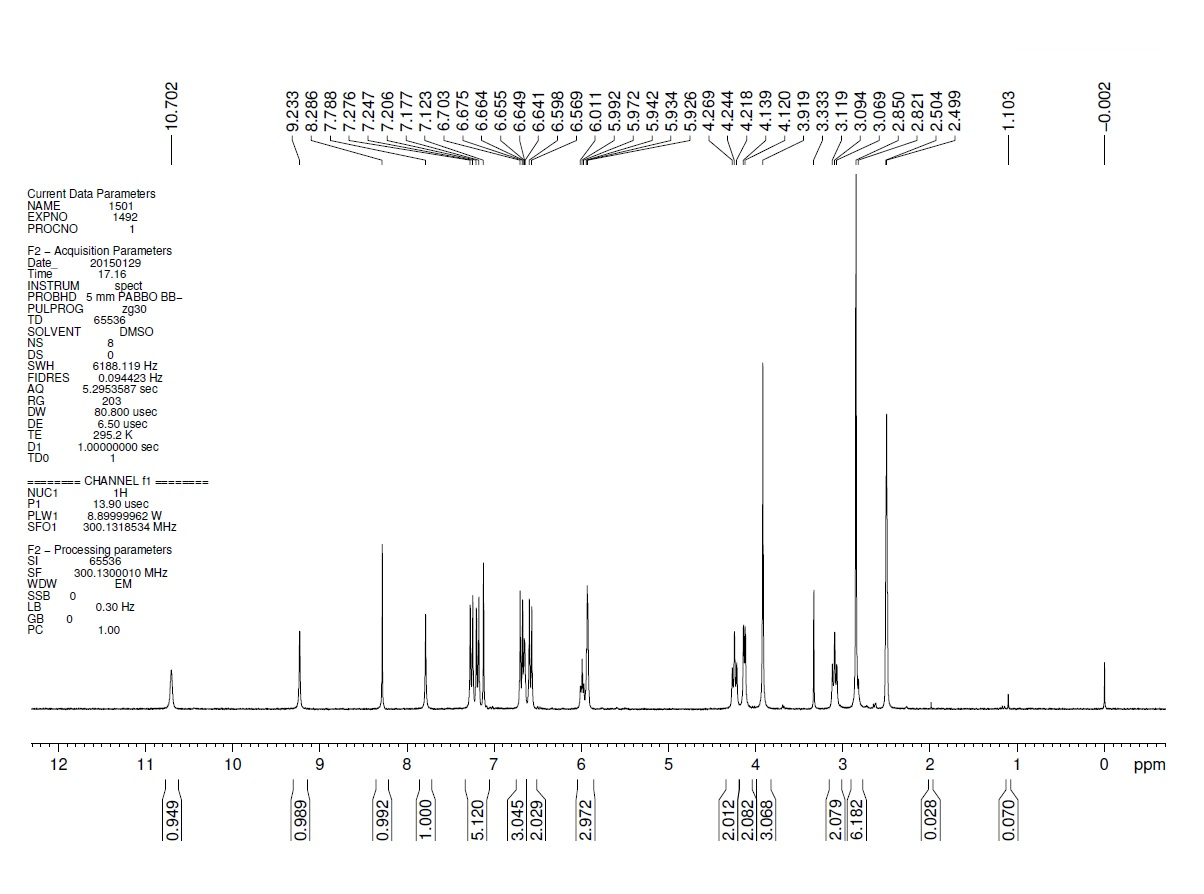 10.702
9.233
8.286
7.788
7.276
7.247
7.206
7.177
7.123
6.703
6.675
6.664
6.655
6.649
6.641
6.598
6.569
6.011
5.992
5.972
5.942
5.934
5.926
4.269
4.244
4.218
4.139
4.120
3.919
3.333
3.119
3.094
3.069
2.850
2.821
2.504
2.499
1.103
−0.002
Current Data Parameters
NAME 1501
EXPNO 1492
PROCNO 1
F2 − Acquisition Parameters
Date_ 20150129
Time 17.16
INSTRUM spect
PROBHD 5 mm PABBO BB−
PULPROG zg30
TD 65536
SOLVENT DMSO
NS 8
DS 0
SWH 6188.119 Hz
FIDRES 0.094423 Hz
AQ 5.2953587 sec
RG 203
DW 80.800 usec
DE 6.50 usec
TE 295.2 K
D1 1.00000000 sec
TD0 1
======== CHANNEL f1 ========
NUC1 1H
P1 13.90 usec
PLW1 8.89999962 W
SFO1 300.1318534 MHz
F2 − Processing parameters
SI 65536
SF 300.1300010 MHz
WDW EM
SSB 0
LB 0.30 Hz
GB 0
PC 1.00
12 11 10 9 8 7 6 5 4 3 2 1 0 ppm
0.949
0.989
0.992
1.000
5.120
3.045
2.029
2.972
2.012
2.082
3.068
2.079
6.182
0.028
0.070